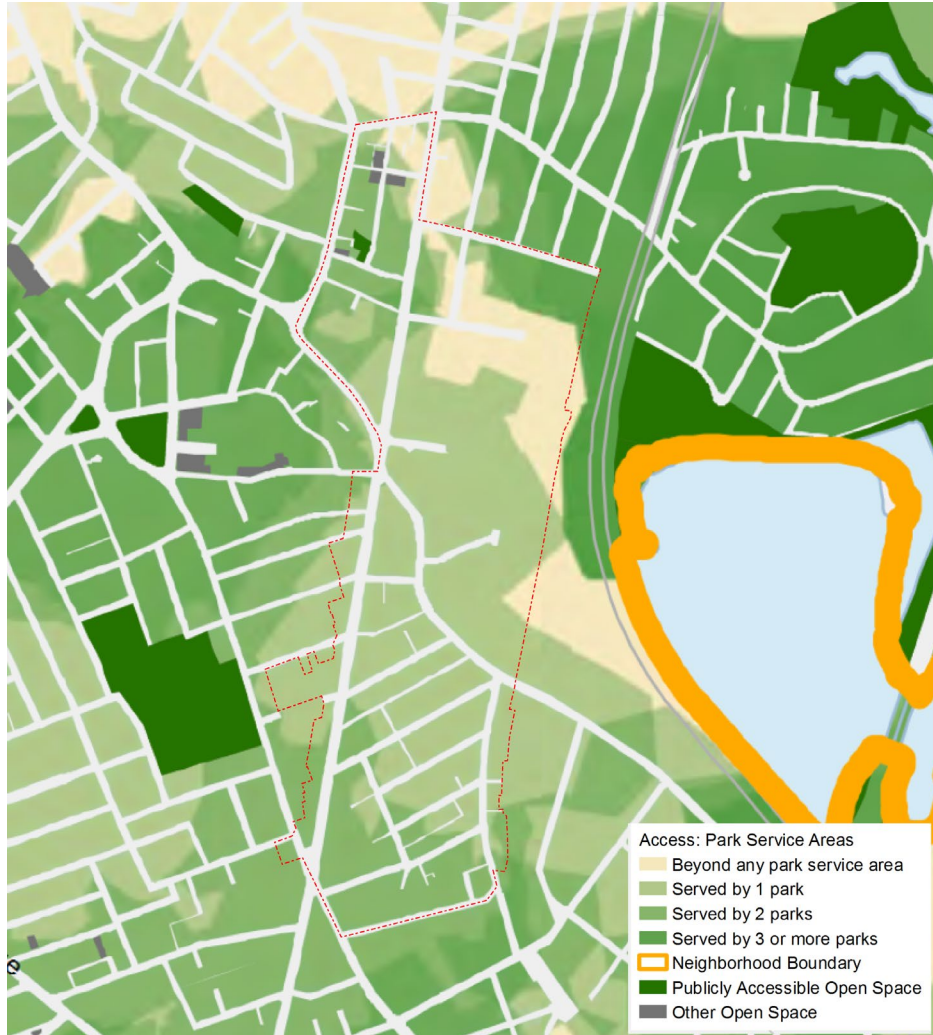 Access: Park Service Areas
Beyond any park service area
Served by 1 park
Served by 2 parks
Served by 3 or more parks
Neighborhood Boundary
Publicly Accessible Open Space
Other Open Space